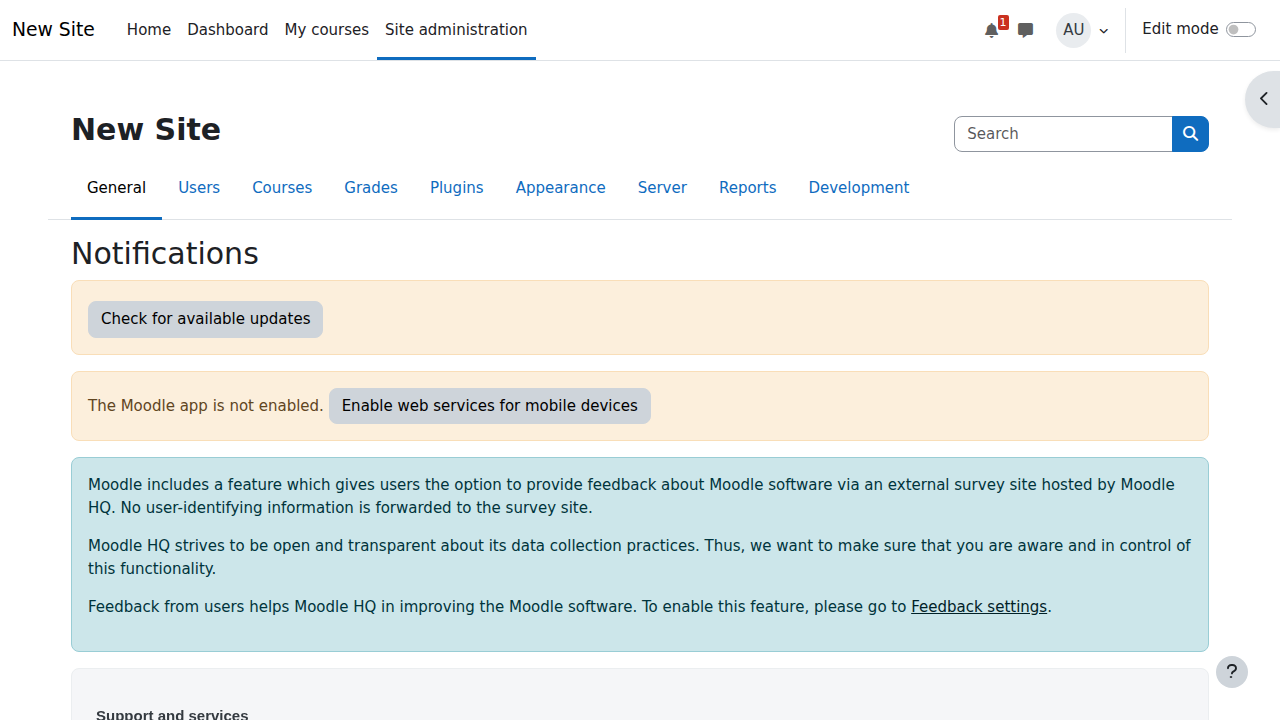 New Site
Home
Dashboard
My courses
Site administration
1
AU
Edit mode
New Site
Search
General
Users
Courses
Grades
Plugins
Appearance
Server
Reports
Development
Notifications
Check for available updates
The Moodle app is not enabled.
Enable web services for mobile devices
Moodle includes a feature which gives users the option to provide feedback about Moodle software via an external survey site hosted by Moodle
HQ. No user-identifying information is forwarded to the survey site.
Moodle HQ strives to be open and transparent about its data collection practices. Thus, we want to make sure that you are aware and in control of
this functionality.
Feedback from users helps Moodle HQ in improving the Moodle software. To enable this feature, please go to Feedback settings.
?
Support and services